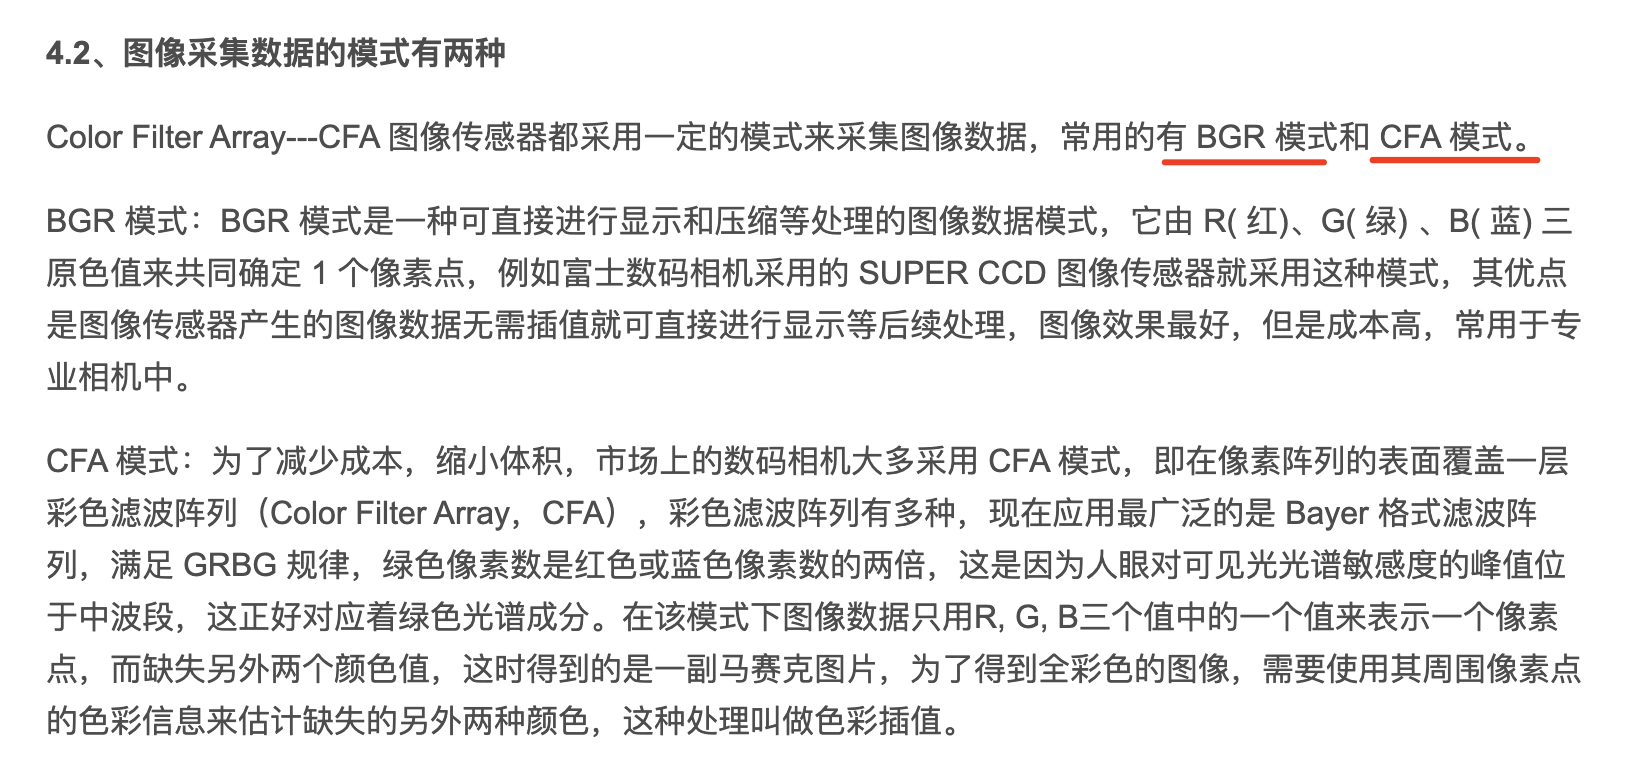 4.2、图像采集数据的模式有两种
Color Filter Array---CFA 图像传感器都采用一定的模式来采集图像数据，常用的有 BGR 模式和 CFA 模式。
BGR 模式：BGR 模式是一种可直接进行显示和压缩等处理的图像数据模式，它由 R( 红)、G( 绿) 、B( 蓝) 三
原色值来共同确定 1 个像素点，例如富士数码相机采用的 SUPER CCD 图像传感器就采用这种模式，其优点
是图像传感器产生的图像数据无需插值就可直接进行显示等后续处理，图像效果最好，但是成本高，常用于专
业相机中。
CFA 模式：为了减少成本，缩小体积，市场上的数码相机大多采用 CFA 模式，即在像素阵列的表面覆盖一层
彩色滤波阵列（Color Filter Array，CFA），彩色滤波阵列有多种，现在应用最广泛的是 Bayer 格式滤波阵
列，满足 GRBG 规律，绿色像素数是红色或蓝色像素数的两倍，这是因为人眼对可见光光谱敏感度的峰值位
于中波段，这正好对应着绿色光谱成分。在该模式下图像数据只用R, G, B三个值中的一个值来表示一个像素
点，而缺失另外两个颜色值，这时得到的是一副马赛克图片，为了得到全彩色的图像，需要使用其周围像素点
的色彩信息来估计缺失的另外两种颜色，这种处理叫做色彩插值。